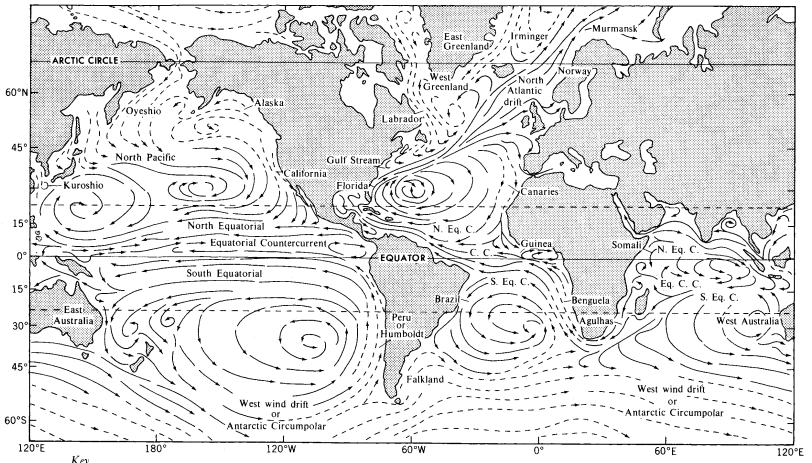 East
Greenland
Irminger
Murmansk
ARCTIC CIRCLE
West
Greenland
North
Atlantic
drift
Norway
60°N
Oyeshio
Alaska
Labrador
45°
North Pacific
Gulf Stream
California
Kuroshio
Florida
Canaries
15°
North Equatorial
N. Eq. C.
Equatorial Countercurrent
C. C.
Guinea
Somali
N. Eq. C.
0°
EQUATOR
South Equatorial
S. Eq. C.
Eq. C. C.
15°
Brazil
Benguela
S. Eq. C.
East
Australia
30°
Peru
or
Humboldt
Agulhas
West Australia
45°
Falkland
West wind drift
or
Antarctic Circumpolar
West wind drift
or
Antarctic Circumpolar
60°S
120°E
180°
120°W
60°W
0°
60°E
120°E
Key